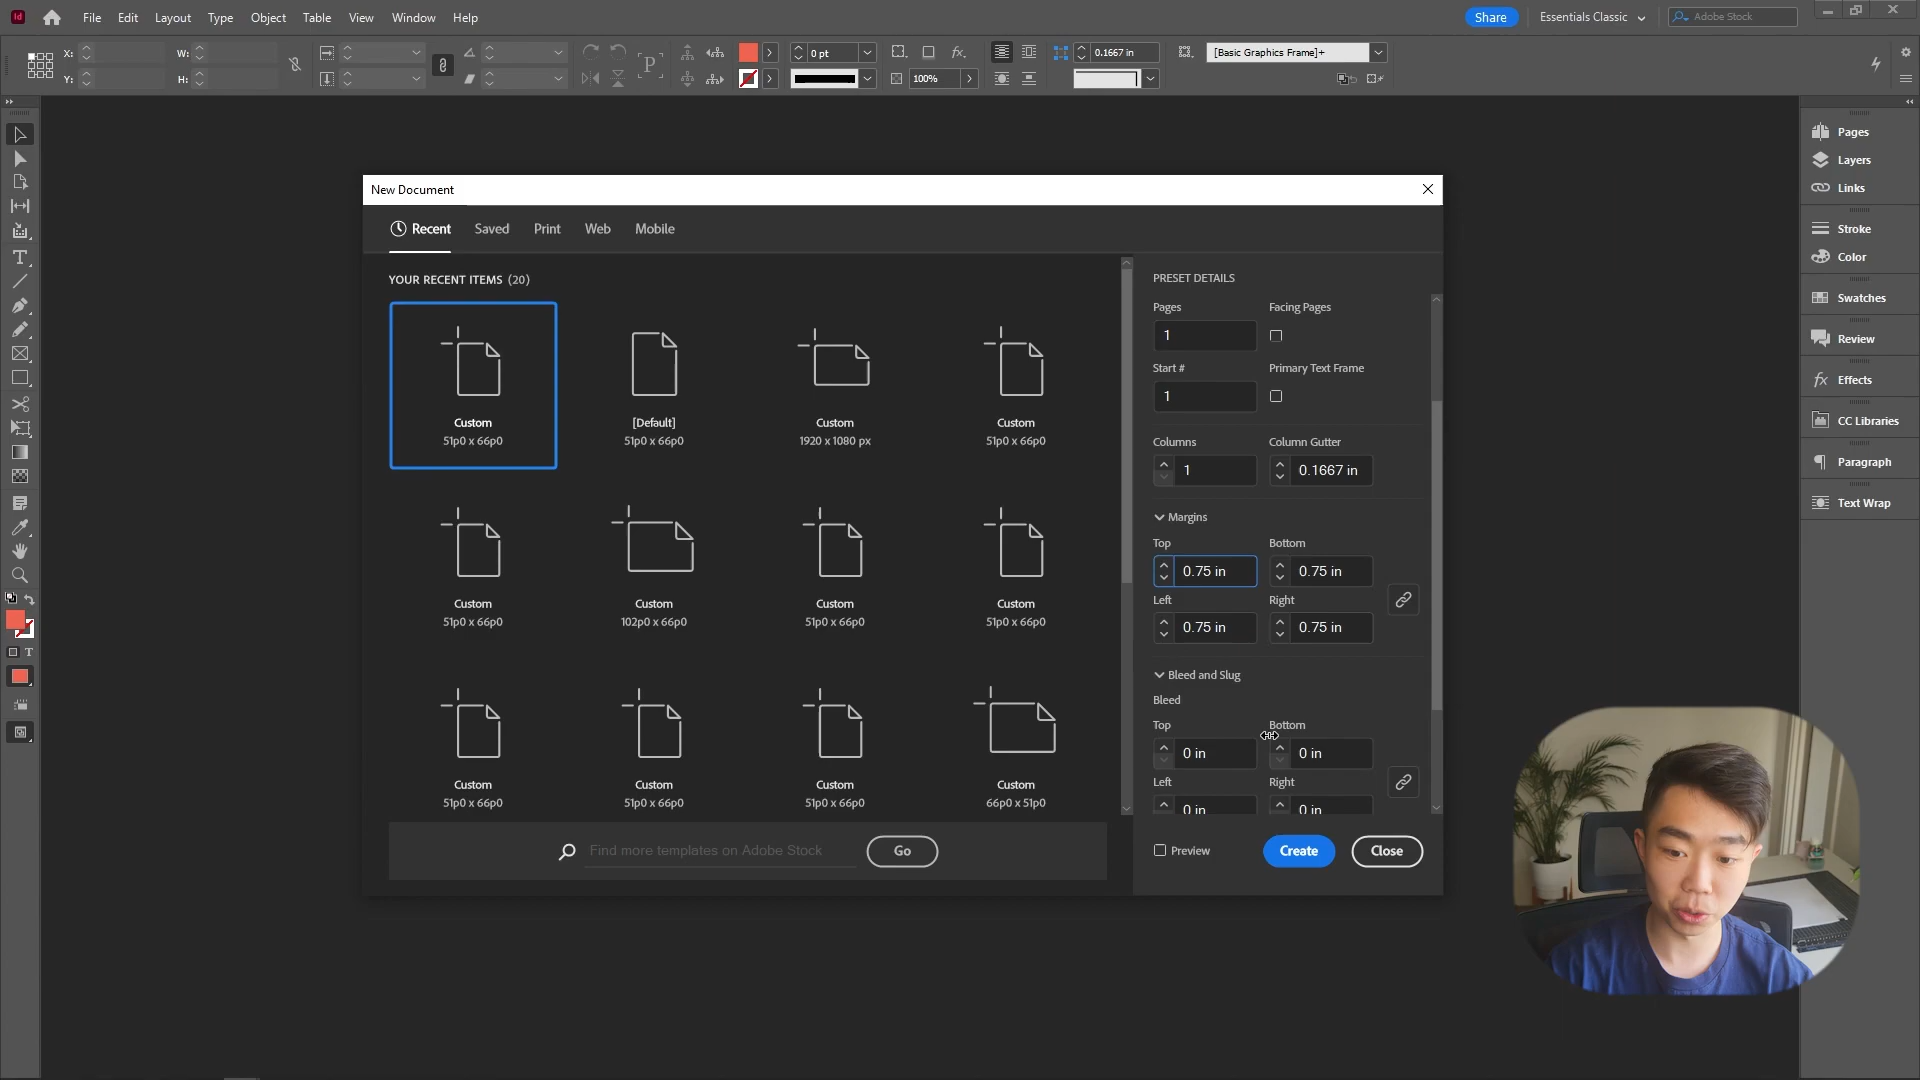 Id File Edit Layout Type Object Table View Window Help Share Essentials Classic Adobe Stock
X: W: 0 pt fx. 0.1667 in [Basic Graphics Frame]+
Y: H: P 100%
New Document
Recent Saved Print Web Mobile
YOUR RECENT ITEMS (20)
Custom
51p0 x 66p0
[Default]
51p0 x 66p0
Custom
1920 x 1080 px
Custom
51p0 x 66p0
Custom
51p0 x 66p0
Custom
102p0 x 66p0
Custom
51p0 x 66p0
Custom
51p0 x 66p0
Custom
51p0 x 66p0
Custom
51p0 x 66p0
Custom
51p0 x 66p0
Custom
66p0 x 51p0
Find more templates on Adobe Stock Go
PRESET DETAILS
Pages Facing Pages
1
Start # Primary Text Frame
1
Columns Column Gutter
1 0.1667 in
Margins
Top Bottom
0.75 in 0.75 in
Left Right
0.75 in 0.75 in
Bleed and Slug
Bleed
Top Bottom
0 in 0 in
Left Right
0 in 0 in
Preview Create Close
Pages
Layers
Links
Stroke
Color
Swatches
Review
fx Effects
CC Libraries
Paragraph
Text Wrap
T
T